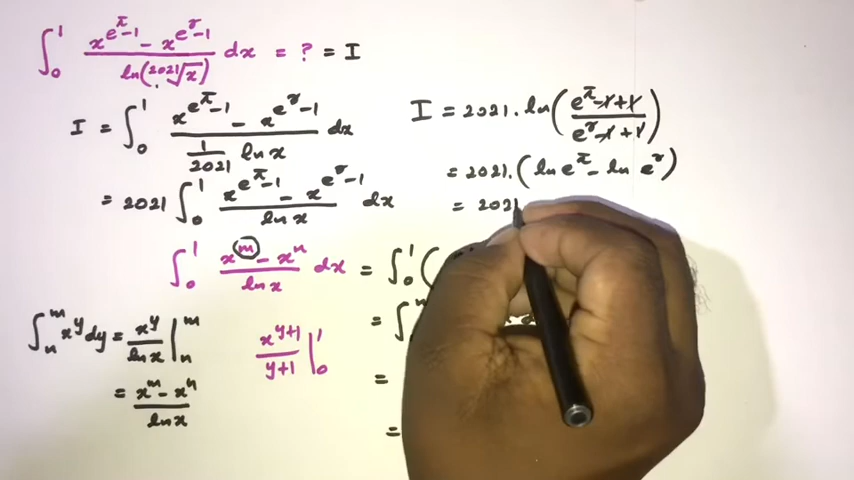 ∫₀¹ (x^(e^π-1) - x^(e^γ-1)) / ln(²⁰²¹√x) dx = ? = I
I = ∫₀¹ (x^(e^π-1) - x^(e^γ-1)) / (1/2021 ln x) dx
= 2021 ∫₀¹ (x^(e^π-1) - x^(e^γ-1)) / ln x dx
I = 2021. ln((e^π-1+1) / (e^γ-1+1))
= 2021. (ln e^π - ln e^γ)
= 2021
∫₀¹ (x^m - x^n) / ln x dx = ∫₀¹ (
∫ₙᵐ x^y dy = x^y / ln x |ₙᵐ
= (x^m - x^n) / ln x
x^(y+1) / (y+1) |₀¹
= ∫
=
=